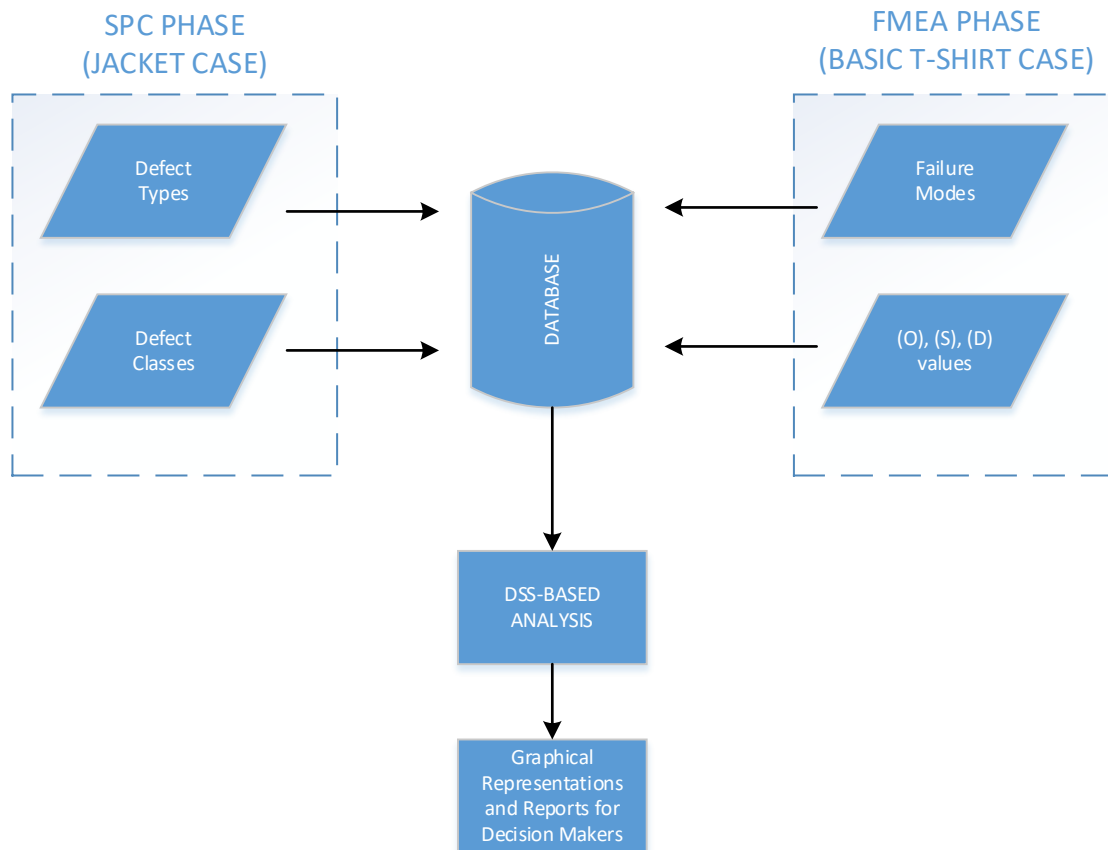 SPC PHASE
(JACKET CASE)
FMEA PHASE
(BASIC T-SHIRT CASE)
Defect
Types
Defect
Classes
DATABASE
Failure
Modes
(O), (S), (D)
values
DSS-BASED
ANALYSIS
Graphical
Representations
and Reports for
Decision Makers